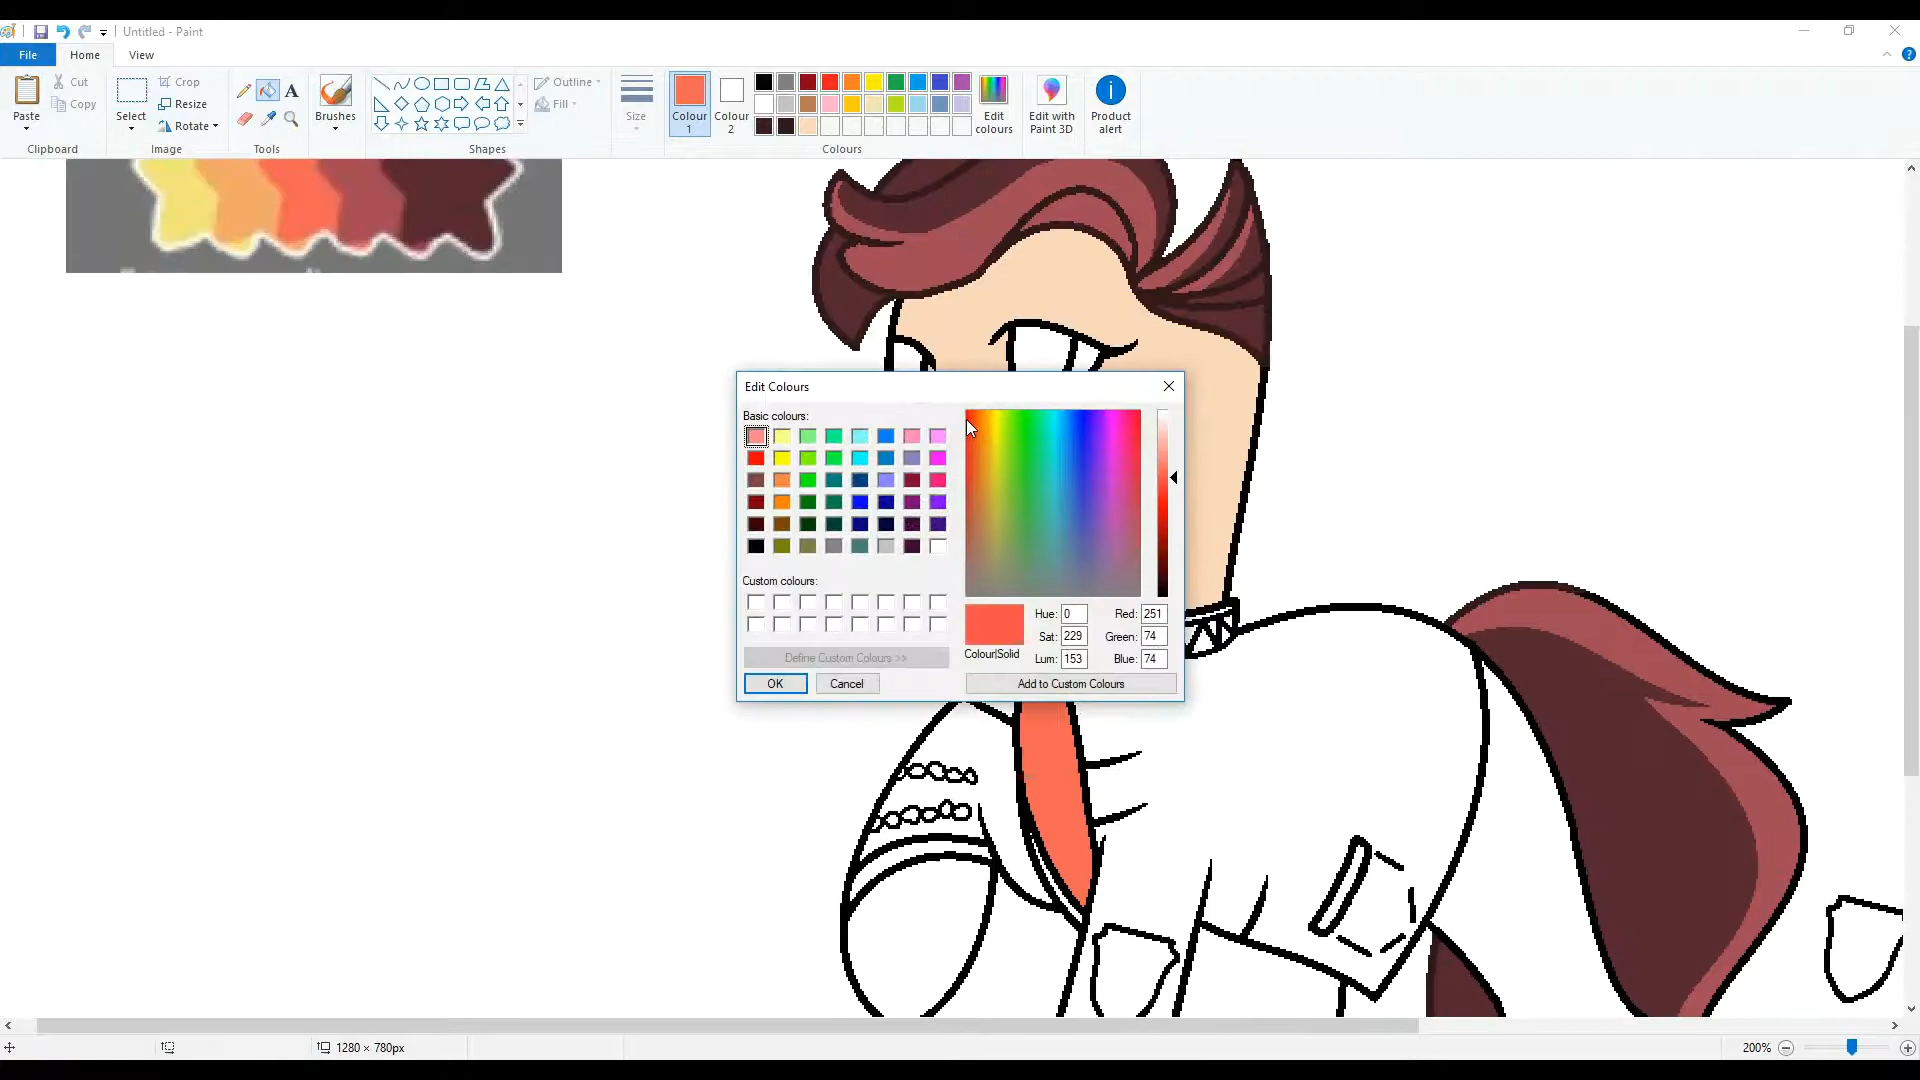 Untitled - Paint
File Home View
Paste
Cut
Copy
Clipboard
Select
Crop
Resize
Rotate
Image
A
Tools
Brushes
Outline
Fill
Shapes
Size
Colour 1
Colour 2
Edit colours
Colours
Edit with Paint 3D
Product alert
Edit Colours
Basic colours:
Custom colours:
Define Custom Colours >>
OK
Cancel
Colour|Solid
Hue: 0
Sat: 229
Lum: 153
Red: 251
Green: 74
Blue: 74
Add to Custom Colours
1280 × 780px
200%